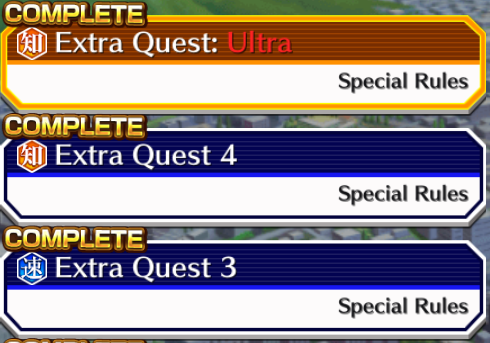 COMPLETE
知 Extra Quest: Ultra
Special Rules
COMPLETE
知 Extra Quest 4
Special Rules
COMPLETE
速 Extra Quest 3
Special Rules